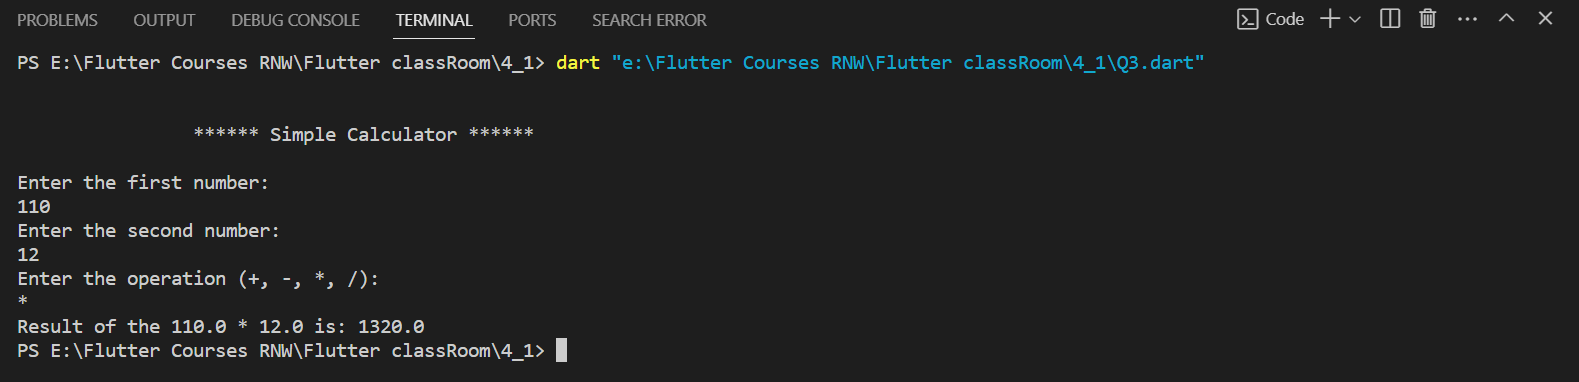 PROBLEMS OUTPUT DEBUG CONSOLE TERMINAL PORTS SEARCH ERROR Code
PS E:\Flutter Courses RNW\Flutter classRoom\4_1> dart "e:\Flutter Courses RNW\Flutter classRoom\4_1\Q3.dart"
****** Simple Calculator ******
Enter the first number:
110
Enter the second number:
12
Enter the operation (+, -, *, /):
*
Result of the 110.0 * 12.0 is: 1320.0
PS E:\Flutter Courses RNW\Flutter classRoom\4_1>